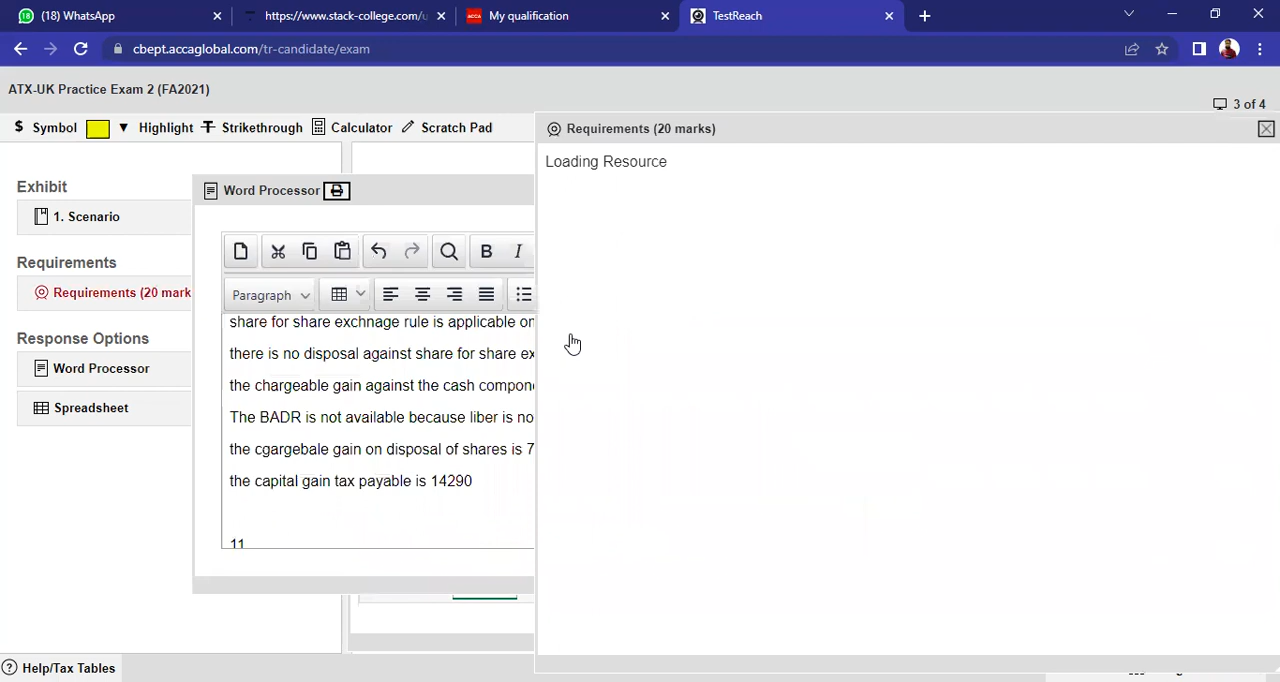 (18) WhatsApp
https://www.stack-college.com/u
ACCA My qualification
TestReach
cbept.accaglobal.com/tr-candidate/exam
ATX-UK Practice Exam 2 (FA2021)
3 of 4
$ Symbol Highlight Strikethrough Calculator Scratch Pad
Requirements (20 marks)
Loading Resource
Exhibit
1. Scenario
Requirements
Requirements (20 mark
Response Options
Word Processor
Spreadsheet
Word Processor
B I
Paragraph
share for share exchnage rule is applicable on
there is no disposal against share for share ex
the chargeable gain against the cash compone
The BADR is not available because liber is no
the cgargebale gain on disposal of shares is 7
the capital gain tax payable is 14290
11
Help/Tax Tables